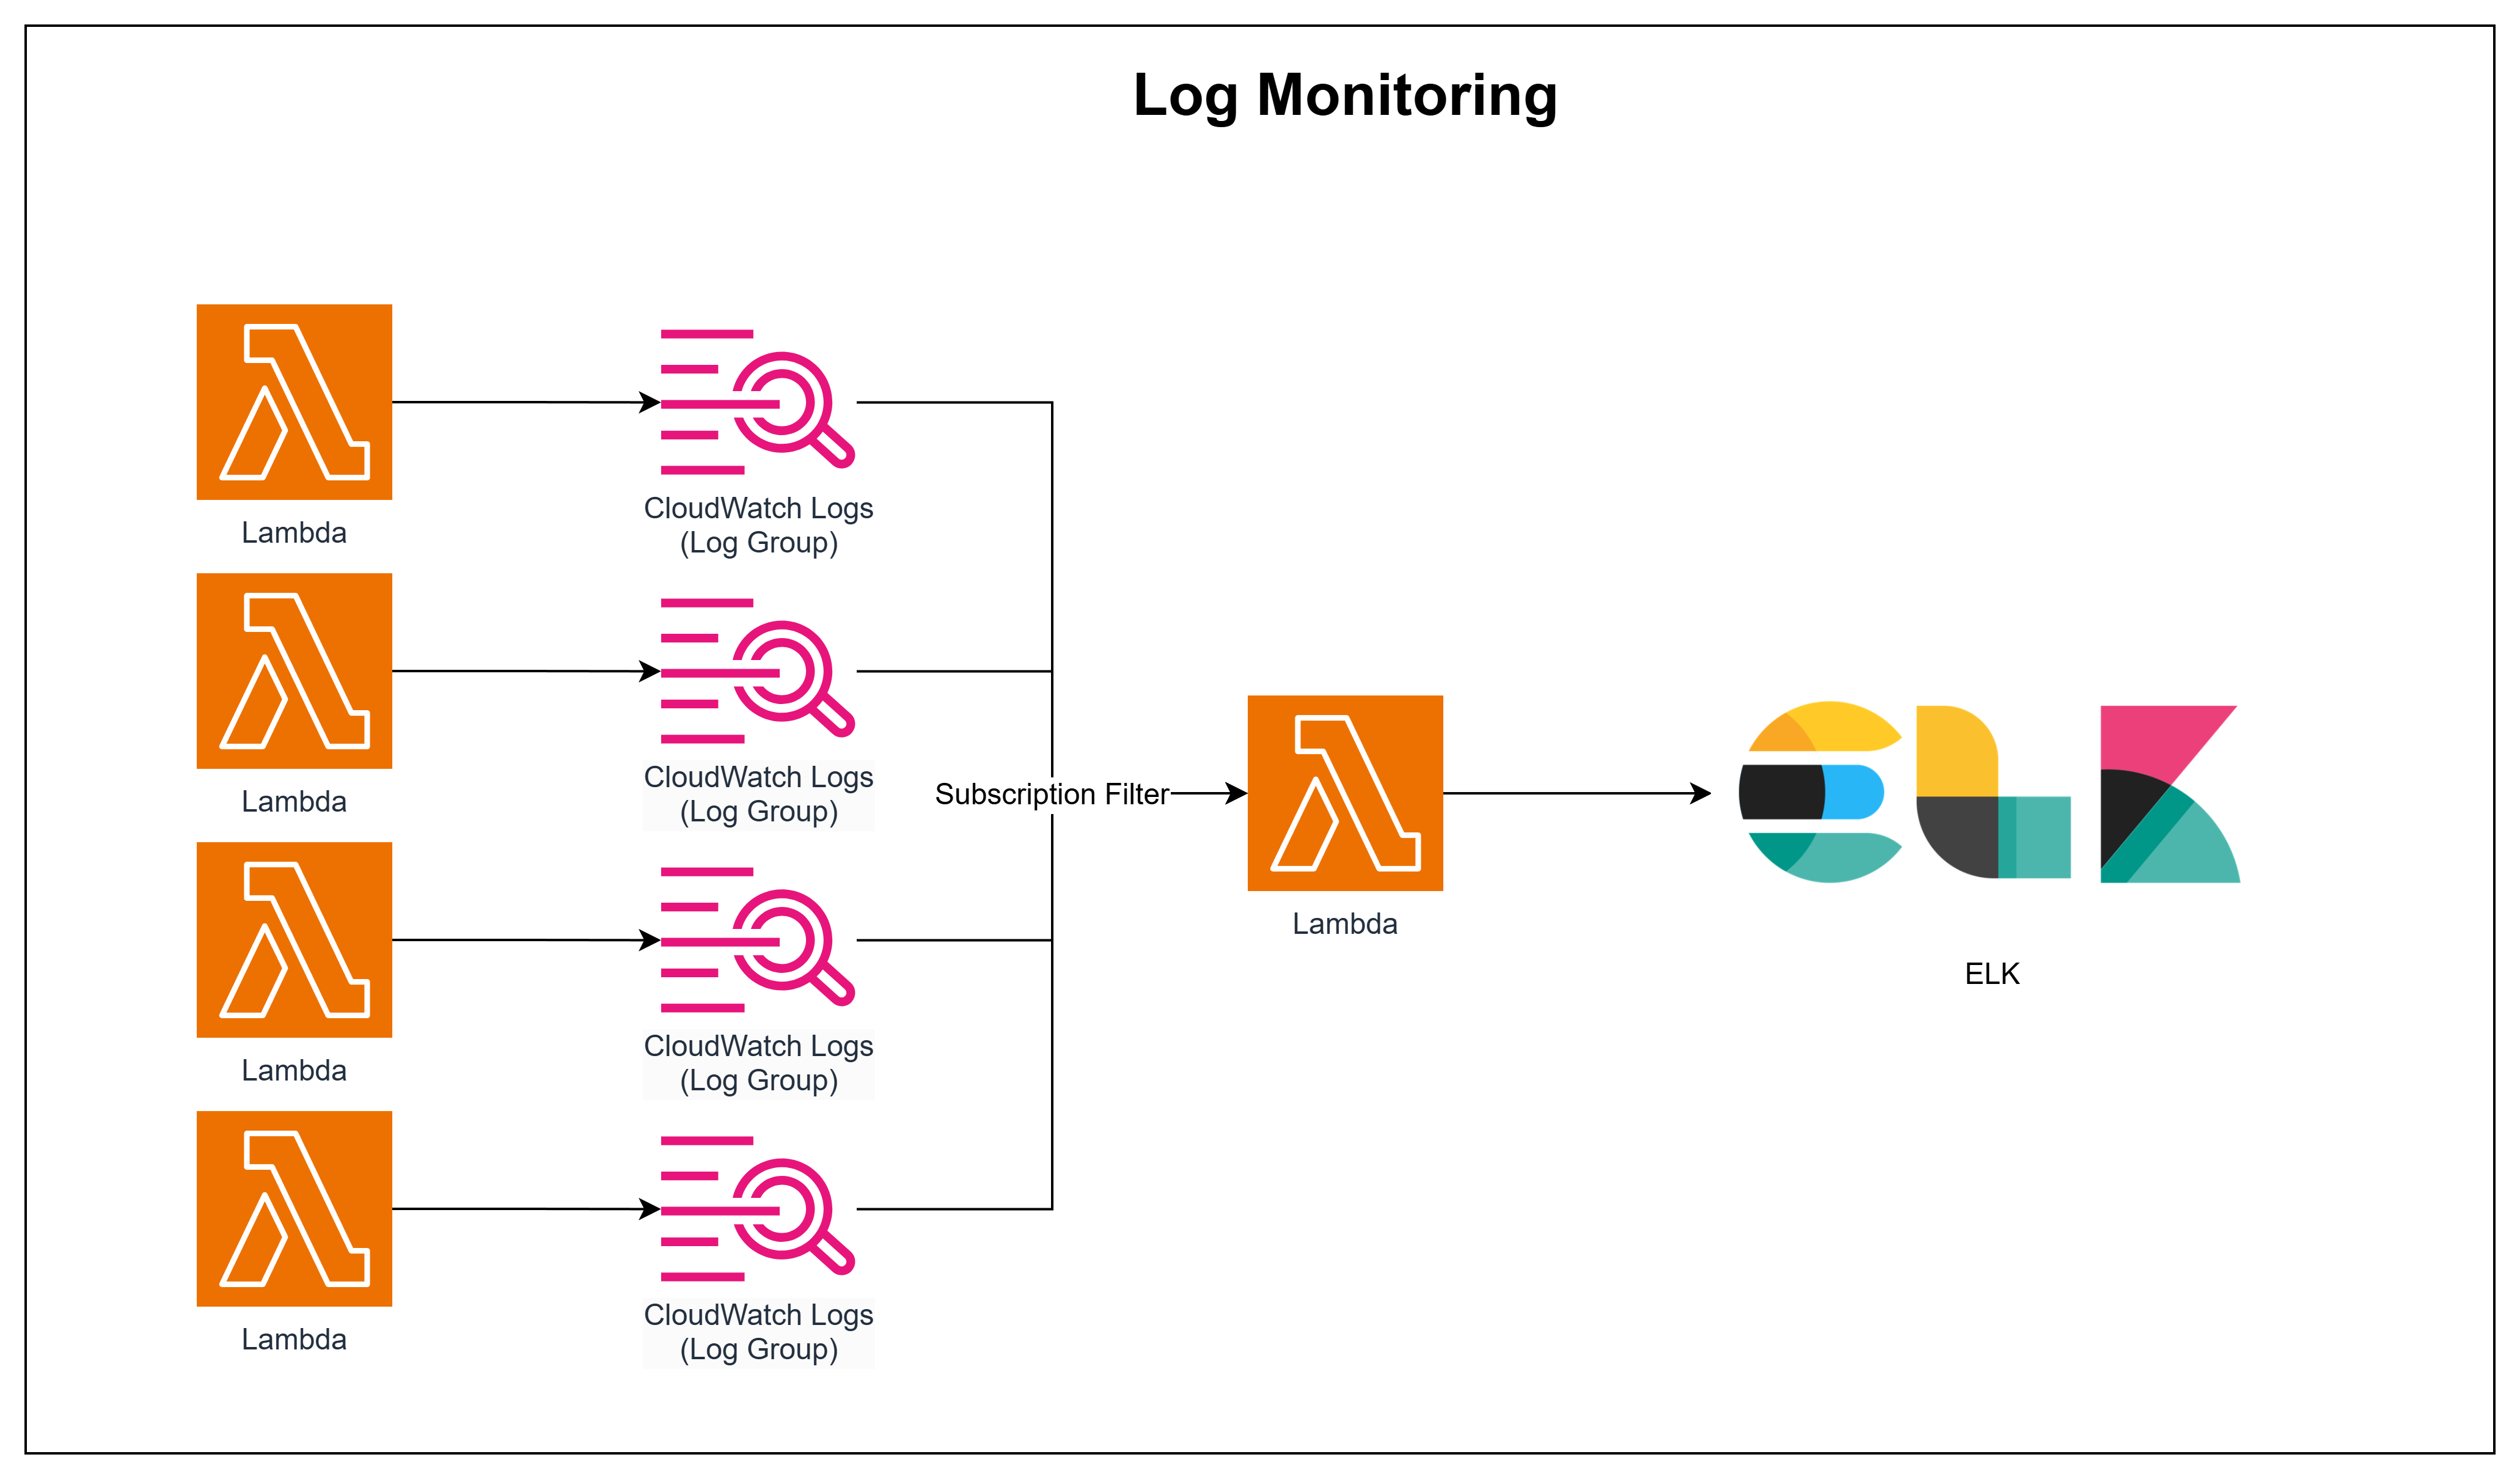 Log Monitoring
Lambda
CloudWatch Logs
(Log Group)
Lambda
CloudWatch Logs
(Log Group)
Subscription Filter
Lambda
CloudWatch Logs
(Log Group)
Lambda
CloudWatch Logs
(Log Group)
Lambda
ELK
ELK